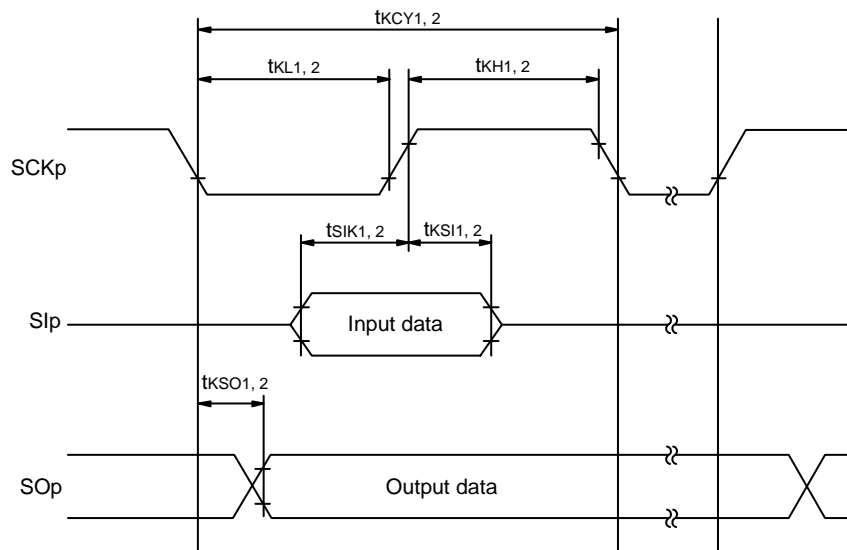 tKCY1, 2
tKL1, 2
tKH1, 2
SCKp
tSIK1, 2
tKSI1, 2
SIp
Input data
tKSO1, 2
SOp
Output data